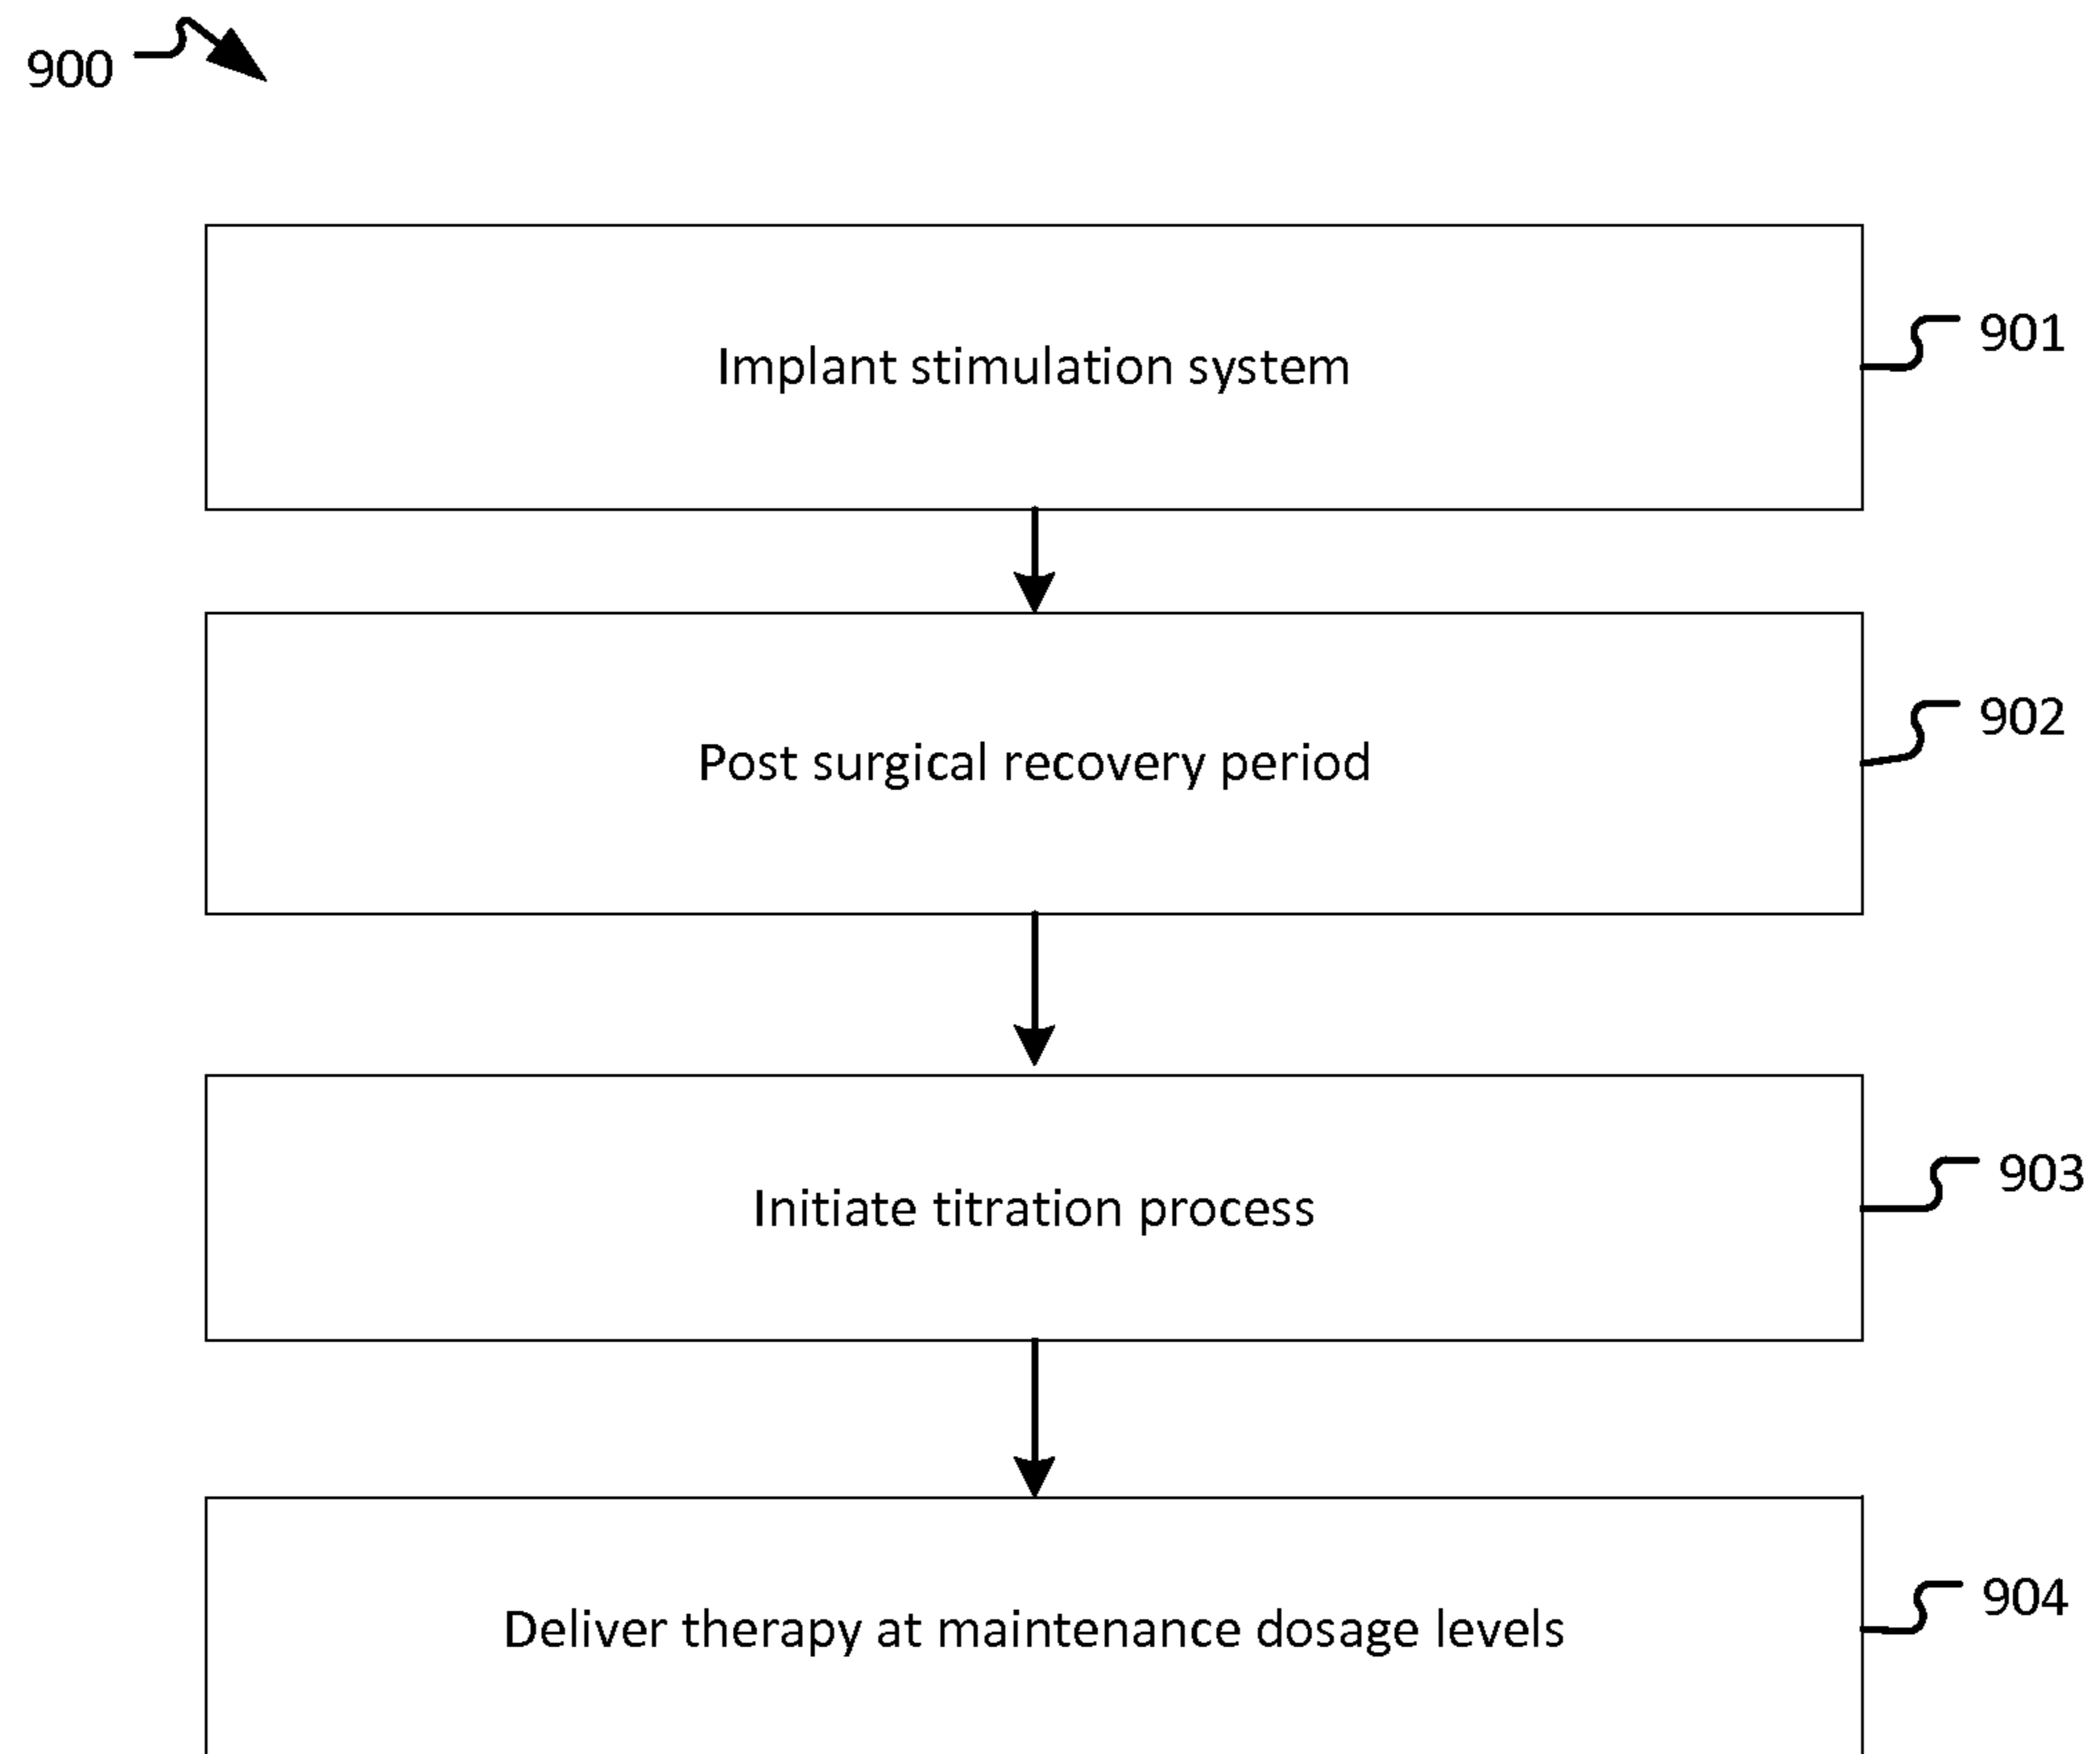 900
Implant stimulation system
901
Post surgical recovery period
902
Initiate titration process
903
Deliver therapy at maintenance dosage levels
904